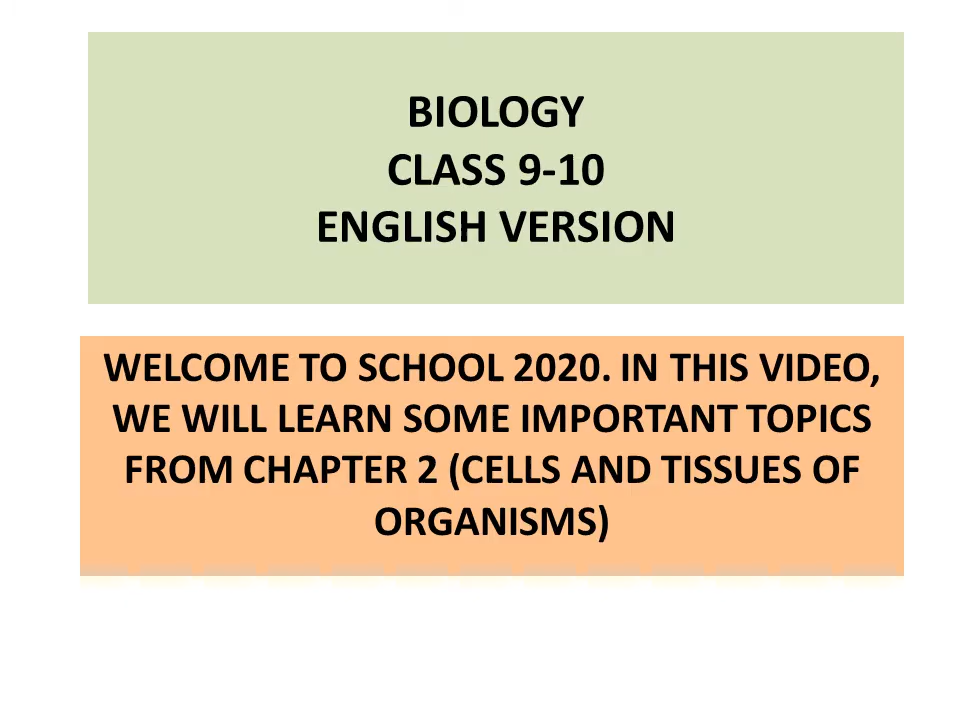 BIOLOGY
CLASS 9-10
ENGLISH VERSION
WELCOME TO SCHOOL 2020. IN THIS VIDEO,
WE WILL LEARN SOME IMPORTANT TOPICS
FROM CHAPTER 2 (CELLS AND TISSUES OF
ORGANISMS)